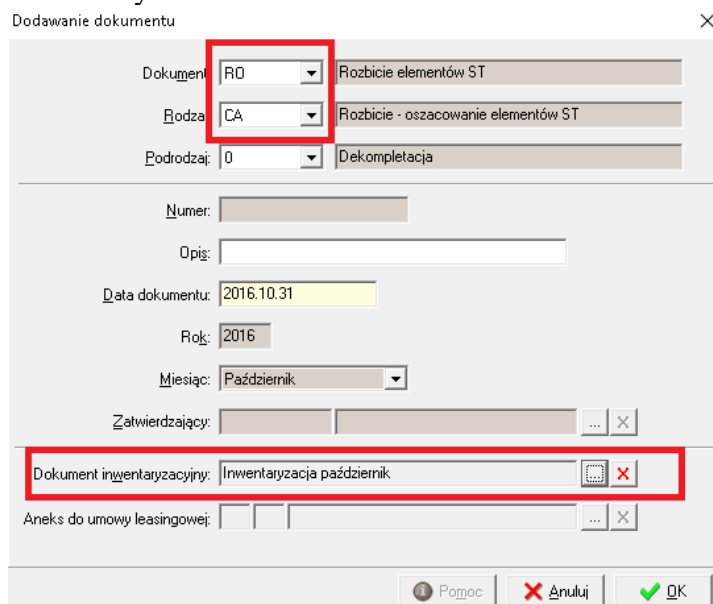 Dodawanie dokumentu
Dokument RO Rozbicie elementów ST
Rodzaj CA Rozbicie - oszacowanie elementów ST
Podrodzaj: 0 Dekompletacja
Numer:
Opis:
Data dokumentu: 2016.10.31
Rok: 2016
Miesiąc: Październik
Zatwierdzający: ... X
Dokument inwentaryzacyjny: Inwentaryzacja październik ... X
Aneks do umowy leasingowej: ... X
Pomoc Anuluj OK